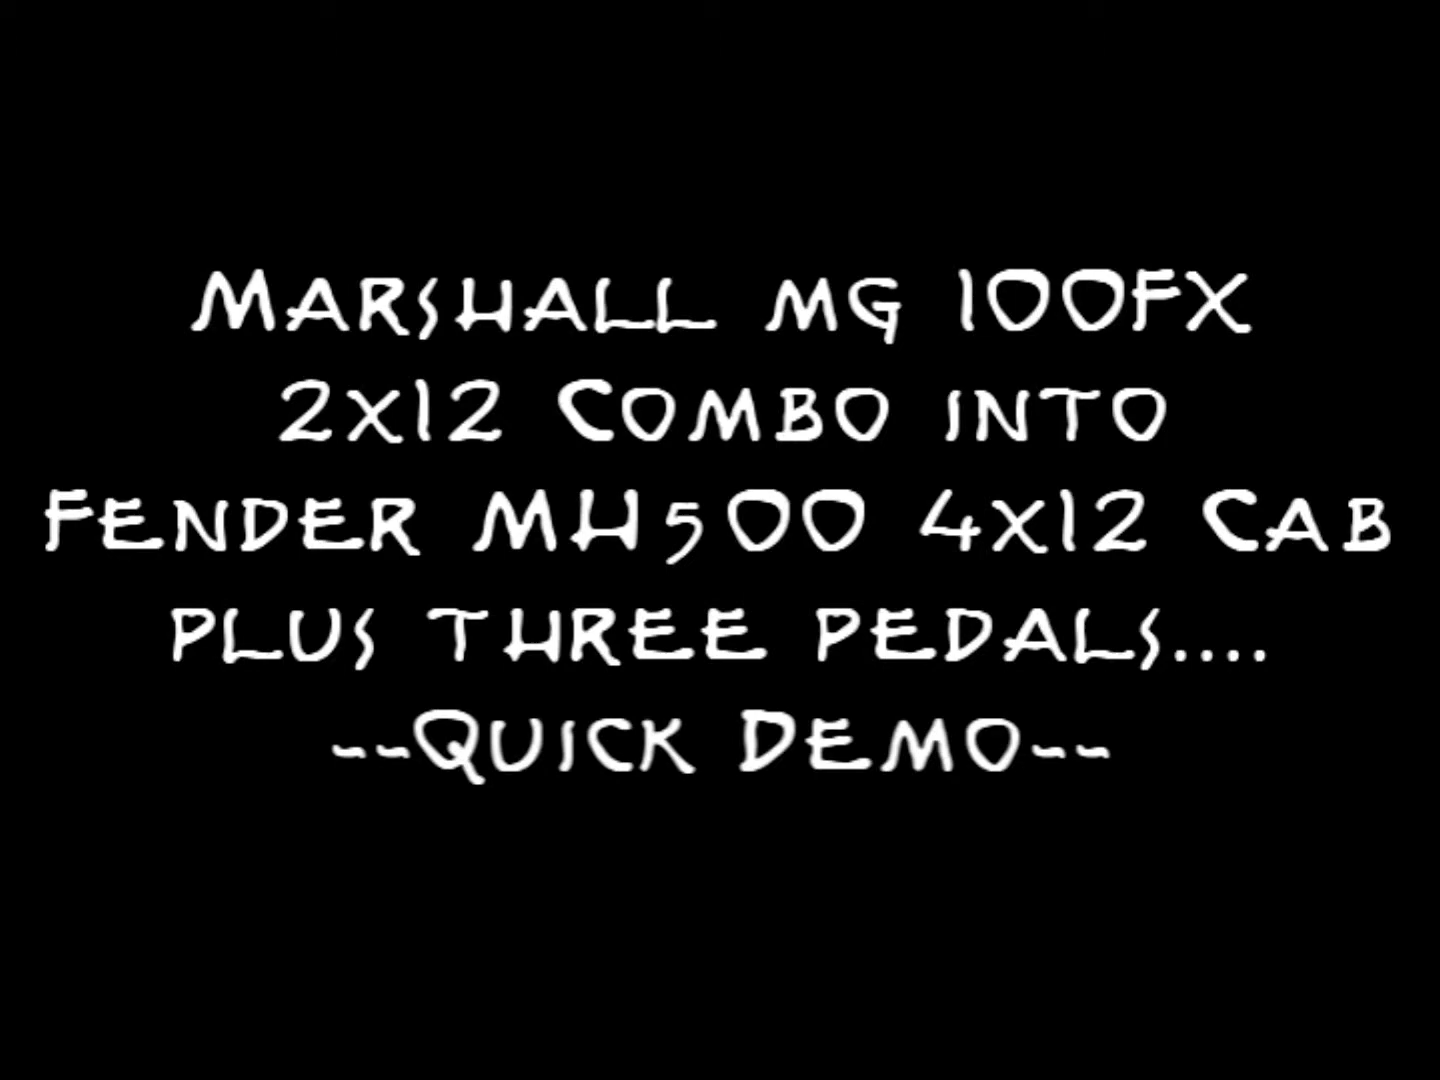 Marshall mg 100FX
2x12 Combo into
Fender MH500 4x12 Cab
plus three pedals....
--Quick Demo--